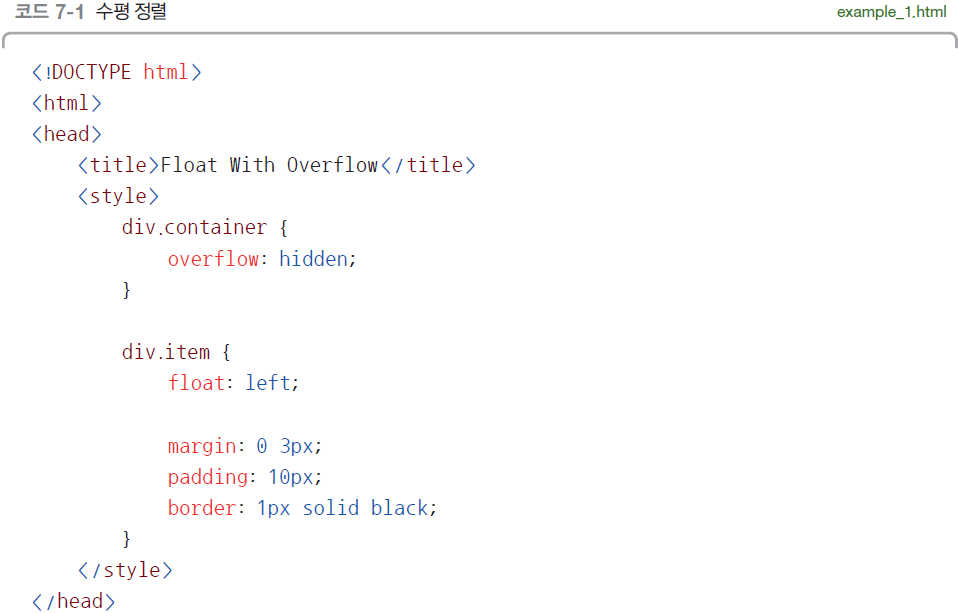 코드 7-1 수평 정렬 example_1.html
<!DOCTYPE html>
<html>
<head>
    <title>Float With Overflow</title>
    <style>
        div.container {
            overflow: hidden;
        }

        div.item {
            float: left;

            margin: 0 3px;
            padding: 10px;
            border: 1px solid black;
        }
    </style>
</head>